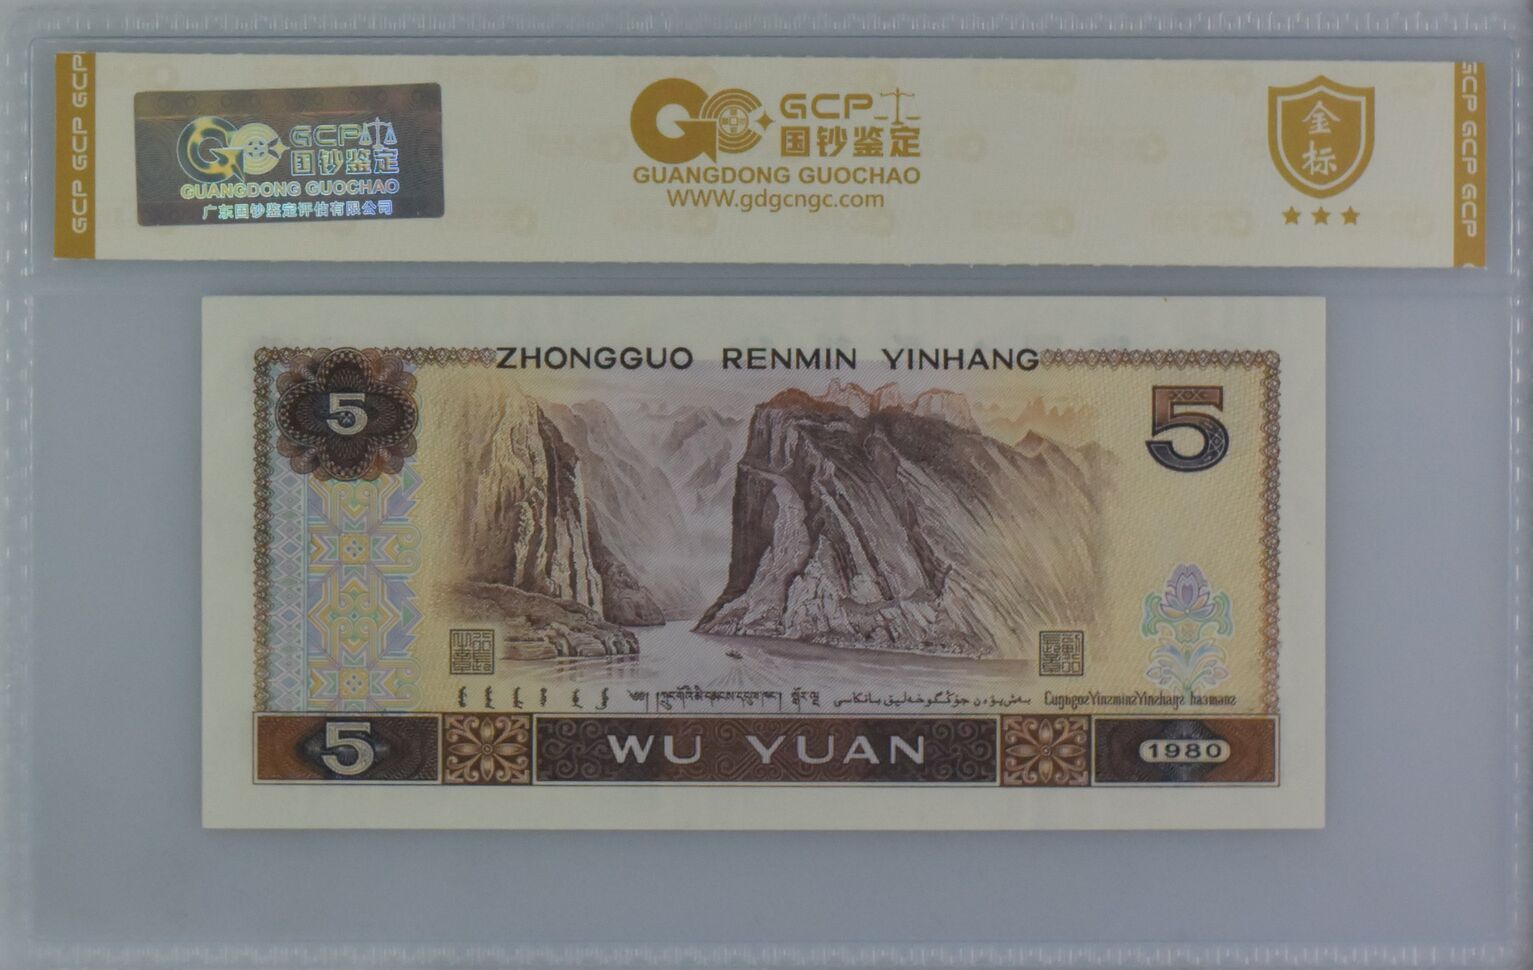 GCP GCP GCP
GCP 国钞鉴定
GUANGDONG GUOCHAO
广东国钞鉴定评估有限公司
GCP
国钞鉴定
GUANGDONG GUOCHAO
WWW.gdgcngc.com
金标
GCP GCP GCP
ZHONGGUO RENMIN YINHANG
5
5
5
WU YUAN
1980